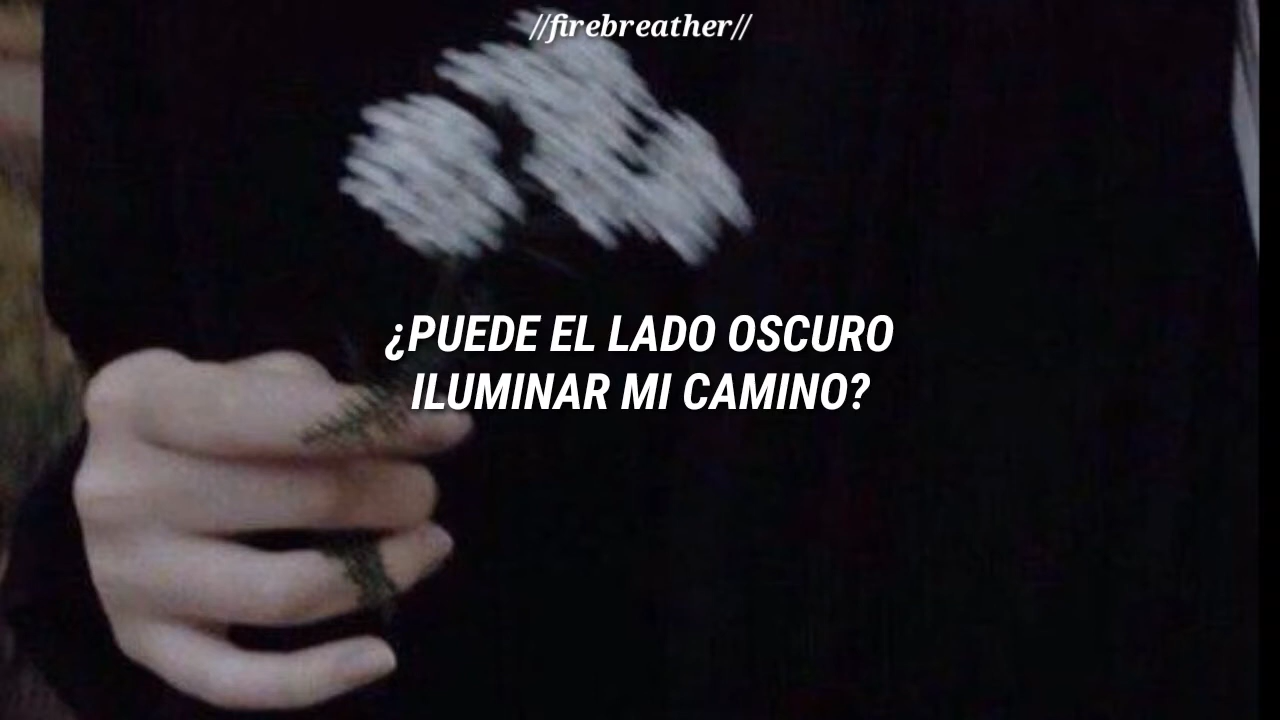 //firebreather//
¿PUEDE EL LADO OSCURO
ILUMINAR MI CAMINO?